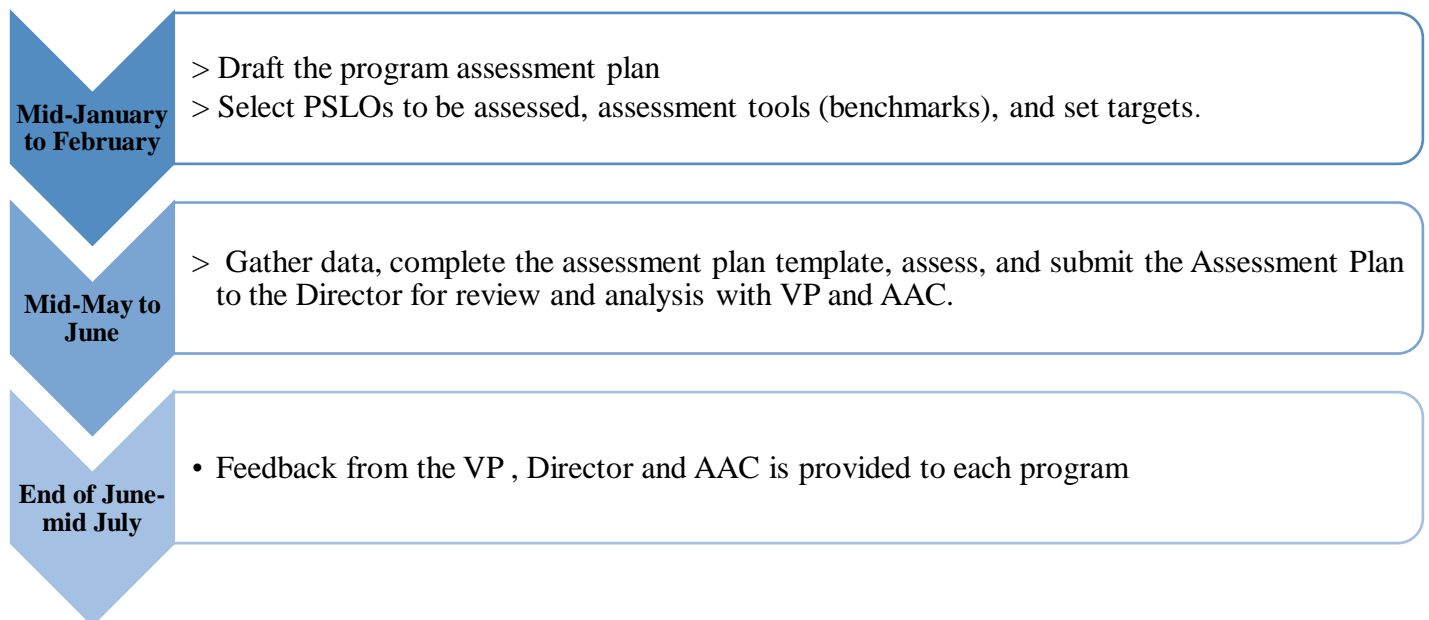 Mid-January
to February
> Draft the program assessment plan
> Select PSLOs to be assessed, assessment tools (benchmarks), and set targets.
Mid-May to
June
> Gather data, complete the assessment plan template, assess, and submit the Assessment Plan
to the Director for review and analysis with VP and AAC.
End of June-
mid July
• Feedback from the VP , Director and AAC is provided to each program